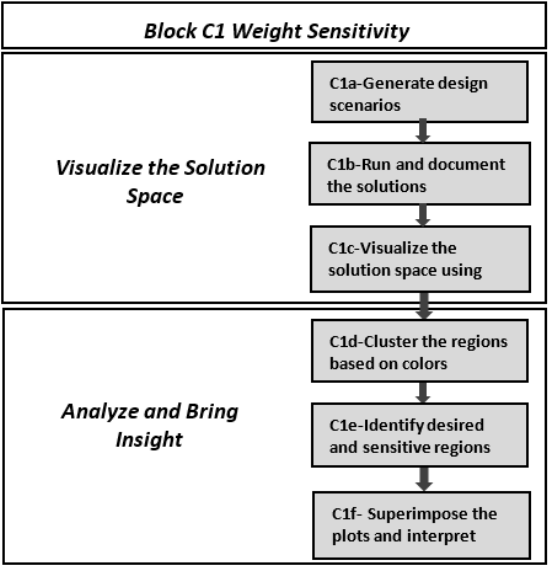 Block C1 Weight Sensitivity
Visualize the Solution
Space
C1a-Generate design
scenarios
C1b-Run and document
the solutions
C1c-Visualize the
solution space using
Analyze and Bring
Insight
C1d-Cluster the regions
based on colors
C1e-Identify desired
and sensitive regions
C1f- Superimpose the
plots and interpret